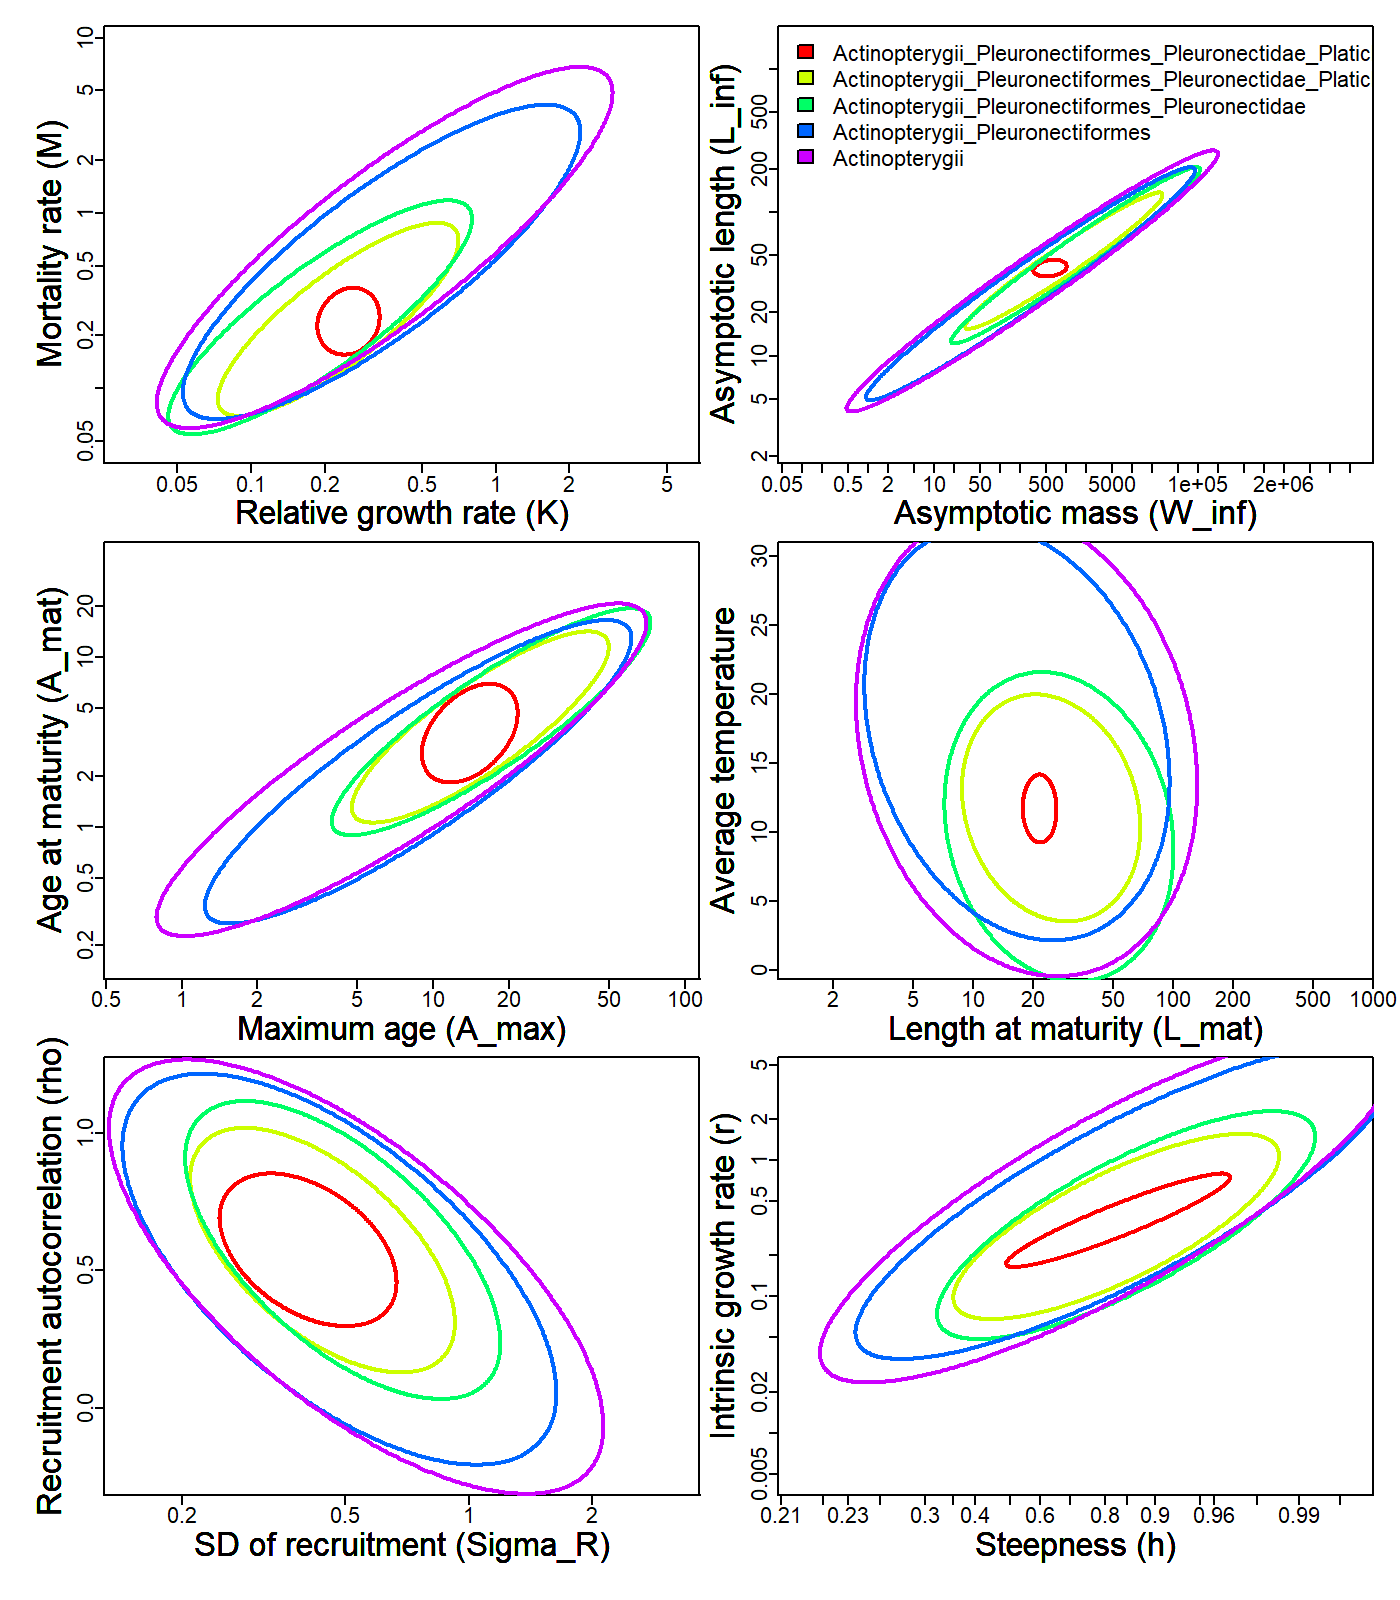 Mortality rate (M)
10
5
2
1
0.5
0.2
0.05
0.05 0.1 0.2 0.5 1 2 5
Relative growth rate (K)
Asymptotic length (L_inf)
500
200
50
20
10
5
2
Actinopterygii_Pleuronectiformes_Pleuronectidae_Platic
Actinopterygii_Pleuronectiformes_Pleuronectidae_Platic
Actinopterygii_Pleuronectiformes_Pleuronectidae
Actinopterygii_Pleuronectiformes
Actinopterygii
0.05 0.5 2 10 50 500 5000 1e+05 2e+06
Asymptotic mass (W_inf)
Age at maturity (A_mat)
20
10
5
2
1
0.5
0.2
0.5 1 2 5 10 20 50 100
Maximum age (A_max)
Average temperature
30
25
20
15
10
5
0
2 5 10 20 50 100 200 500 1000
Length at maturity (L_mat)
Recruitment autocorrelation (rho)
1.0
0.5
0.0
0.2 0.5 1 2
SD of recruitment (Sigma_R)
Intrinsic growth rate (r)
5
2
1
0.5
0.1
0.02
0.005
0.21 0.23 0.3 0.4 0.6 0.8 0.9 0.96 0.99
Steepness (h)